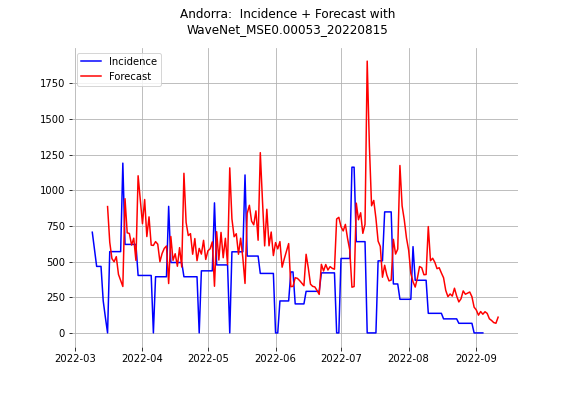 Andorra:  Incidence + Forecast with
WaveNet_MSE0.00053_20220815
Incidence
Forecast
1750
1500
1250
1000
750
500
250
0
2022-03 2022-04 2022-05 2022-06 2022-07 2022-08 2022-09